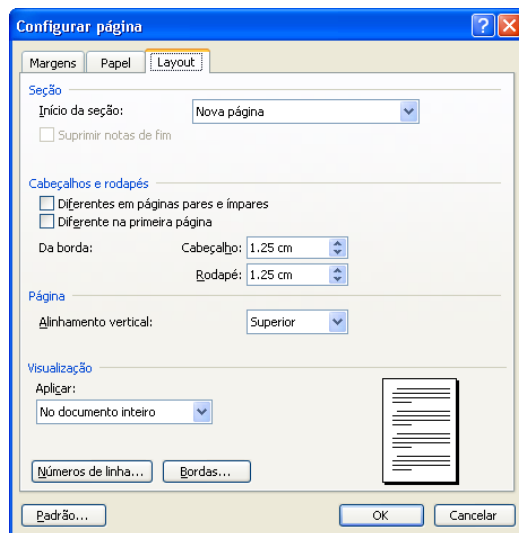 Configurar página
Margens Papel Layout
Seção
Início da seção: Nova página
Suprimir notas de fim
Cabeçalhos e rodapés
Diferentes em páginas pares e ímpares
Diferente na primeira página
Da borda: Cabeçalho: 1.25 cm
Rodapé: 1.25 cm
Página
Alinhamento vertical: Superior
Visualização
Aplicar:
No documento inteiro
Números de linha... Bordas...
Padrão... OK Cancelar